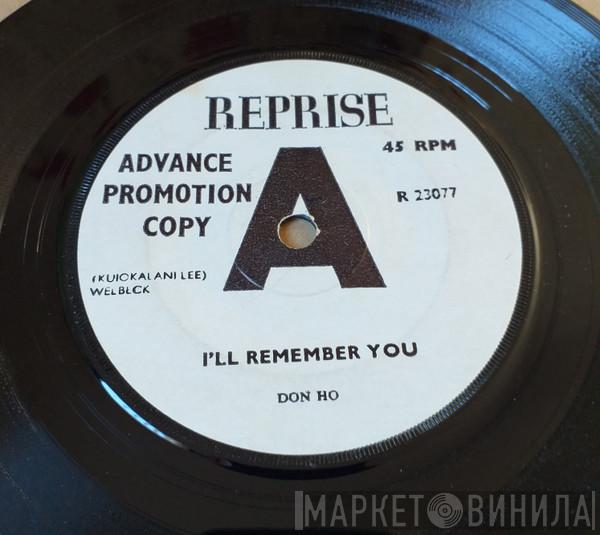 REPRISE
45 RPM
ADVANCE
PROMOTION
COPY
A
R 23077
(KUIOKALANI LEE)
WELBECK
I'LL REMEMBER YOU
DON HO
МАРКЕТ ВИНИЛА